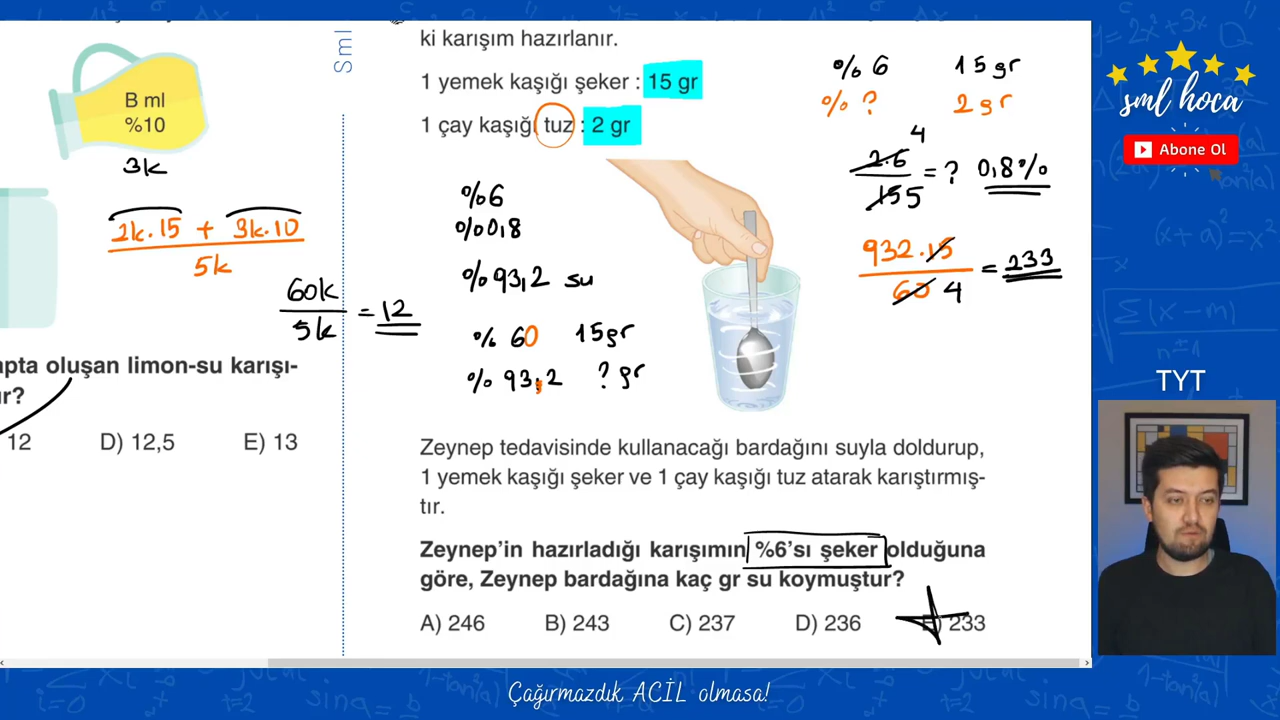 B ml
%10
3k
2k.15 + 3k.10
5k
60k
5k
= 12
apta oluşan limon-su karışı-
ur?
12 D) 12,5 E) 13
Sml
ki karışım hazırlanır.
1 yemek kaşığı şeker : 15 gr
1 çay kaşığı tuz : 2 gr
%6
%0,8
%93,2 su
% 60 15gr
% 93,2 ? gr
% 6 15gr
% ? 2gr
4
2.6
15 5
= ? 0,8%
932.15
60 4
= 233
Zeynep tedavisinde kullanacağı bardağını suyla doldurup,
1 yemek kaşığı şeker ve 1 çay kaşığı tuz atarak karıştırmış-
tır.
Zeynep'in hazırladığı karışımın %6'sı şeker olduğuna
göre, Zeynep bardağına kaç gr su koymuştur?
A) 246 B) 243 C) 237 D) 236 E) 233
sml hoca
Abone Ol
TYT
Çağırmazdık ACİL olmasa!